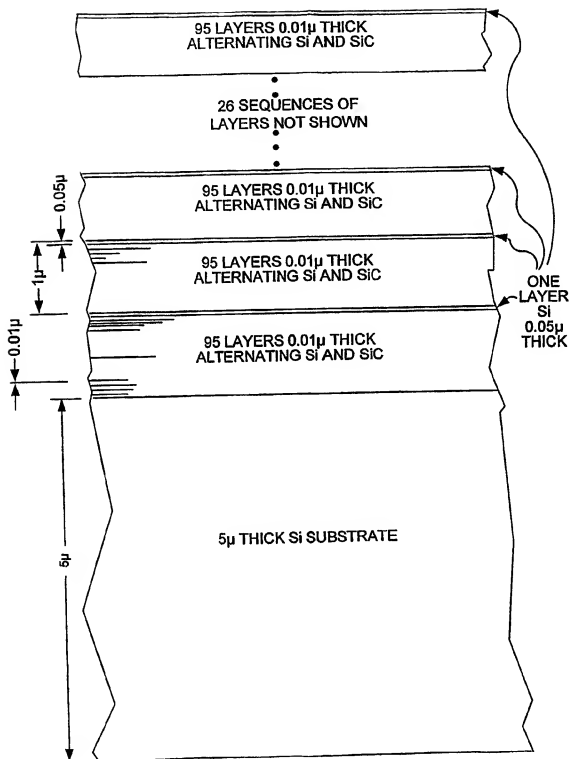 95 LAYERS 0.01µ THICK
ALTERNATING Si AND SiC
26 SEQUENCES OF
LAYERS NOT SHOWN
0.05µ
95 LAYERS 0.01µ THICK
ALTERNATING Si AND SiC
1µ
95 LAYERS 0.01µ THICK
ALTERNATING Si AND SiC
ONE
LAYER
Si
0.05µ
THICK
0.01µ
95 LAYERS 0.01µ THICK
ALTERNATING Si AND SiC
5µ
5µ THICK Si SUBSTRATE